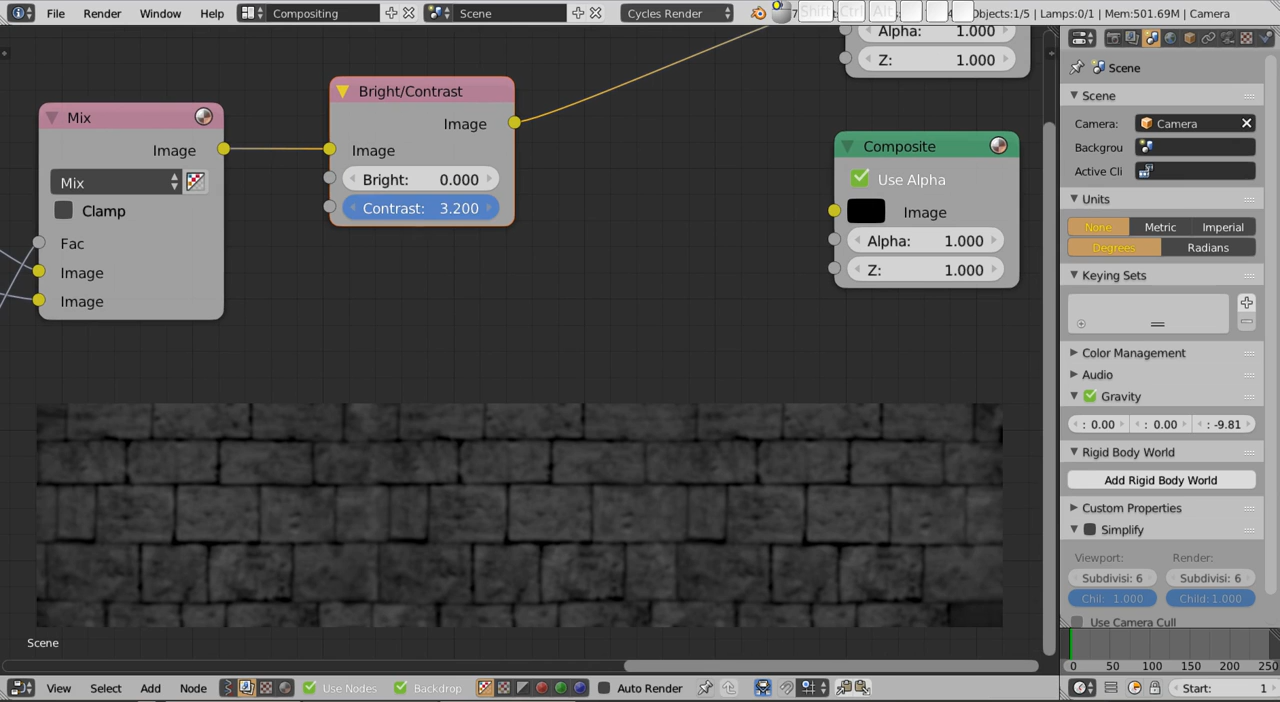 File Render Window Help Compositing Scene Cycles Render 7 Shift Ctrl Alt Objects:1/5 | Lamps:0/1 | Mem:501.69M | Camera
Alpha: 1.000
Z: 1.000
Scene
Bright/Contrast
Image
Mix
Image
Image
Mix
Bright: 0.000
Clamp
Contrast: 3.200
Fac
Image
Image
Composite
Use Alpha
Image
Alpha: 1.000
Z: 1.000
Scene
Camera: Camera
Backgrou
Active Cli
Units
None Metric Imperial
Degrees Radians
Keying Sets
Color Management
Audio
Gravity
: 0.00 : 0.00 : -9.81
Rigid Body World
Add Rigid Body World
Custom Properties
Simplify
Viewport: Render:
Subdivisi: 6 Subdivisi: 6
Chil: 1.000 Child:1.000
Use Camera Cull
Scene
0 50 100 150 200 250
View Select Add Node Use Nodes Backdrop Auto Render Start: 1